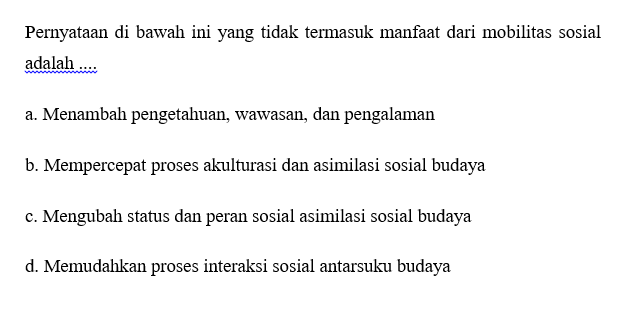 Pernyataan di bawah ini yang tidak termasuk manfaat dari mobilitas sosial
adalah ....
a. Menambah pengetahuan, wawasan, dan pengalaman
b. Mempercepat proses akulturasi dan asimilasi sosial budaya
c. Mengubah status dan peran sosial asimilasi sosial budaya
d. Memudahkan proses interaksi sosial antarsuku budaya